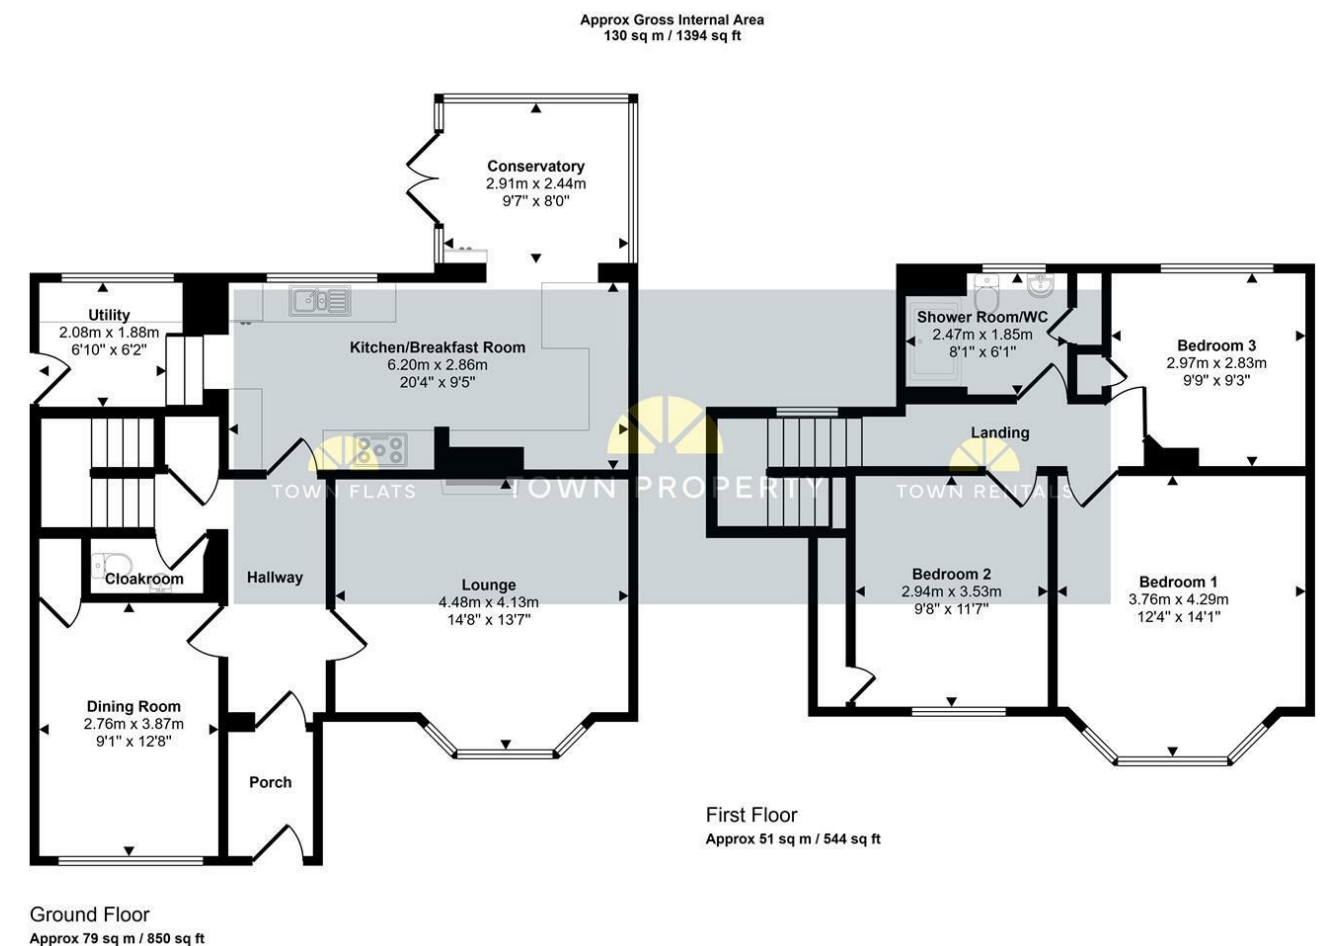 Approx Gross Internal Area
130 sq m / 1394 sq ft
Conservatory
2.91m x 2.44m
9'7" x 8'0"
Utility
2.08m x 1.88m
6'10" x 6'2"
Kitchen/Breakfast Room
6.20m x 2.86m
20'4" x 9'5"
Shower Room/WC
2.47m x 1.85m
8'1" x 6'1"
Bedroom 3
2.97m x 2.83m
9'9" x 9'3"
Landing
TOWN FLATS
TOWN PROPERTY
TOWN RENTALS
Cloakroom
Hallway
Lounge
4.48m x 4.13m
14'8" x 13'7"
Bedroom 2
2.94m x 3.53m
9'8" x 11'7"
Bedroom 1
3.76m x 4.29m
12'4" x 14'1"
Dining Room
2.76m x 3.87m
9'1" x 12'8"
Porch
First Floor
Approx 51 sq m / 544 sq ft
Ground Floor
Approx 79 sq m / 850 sq ft